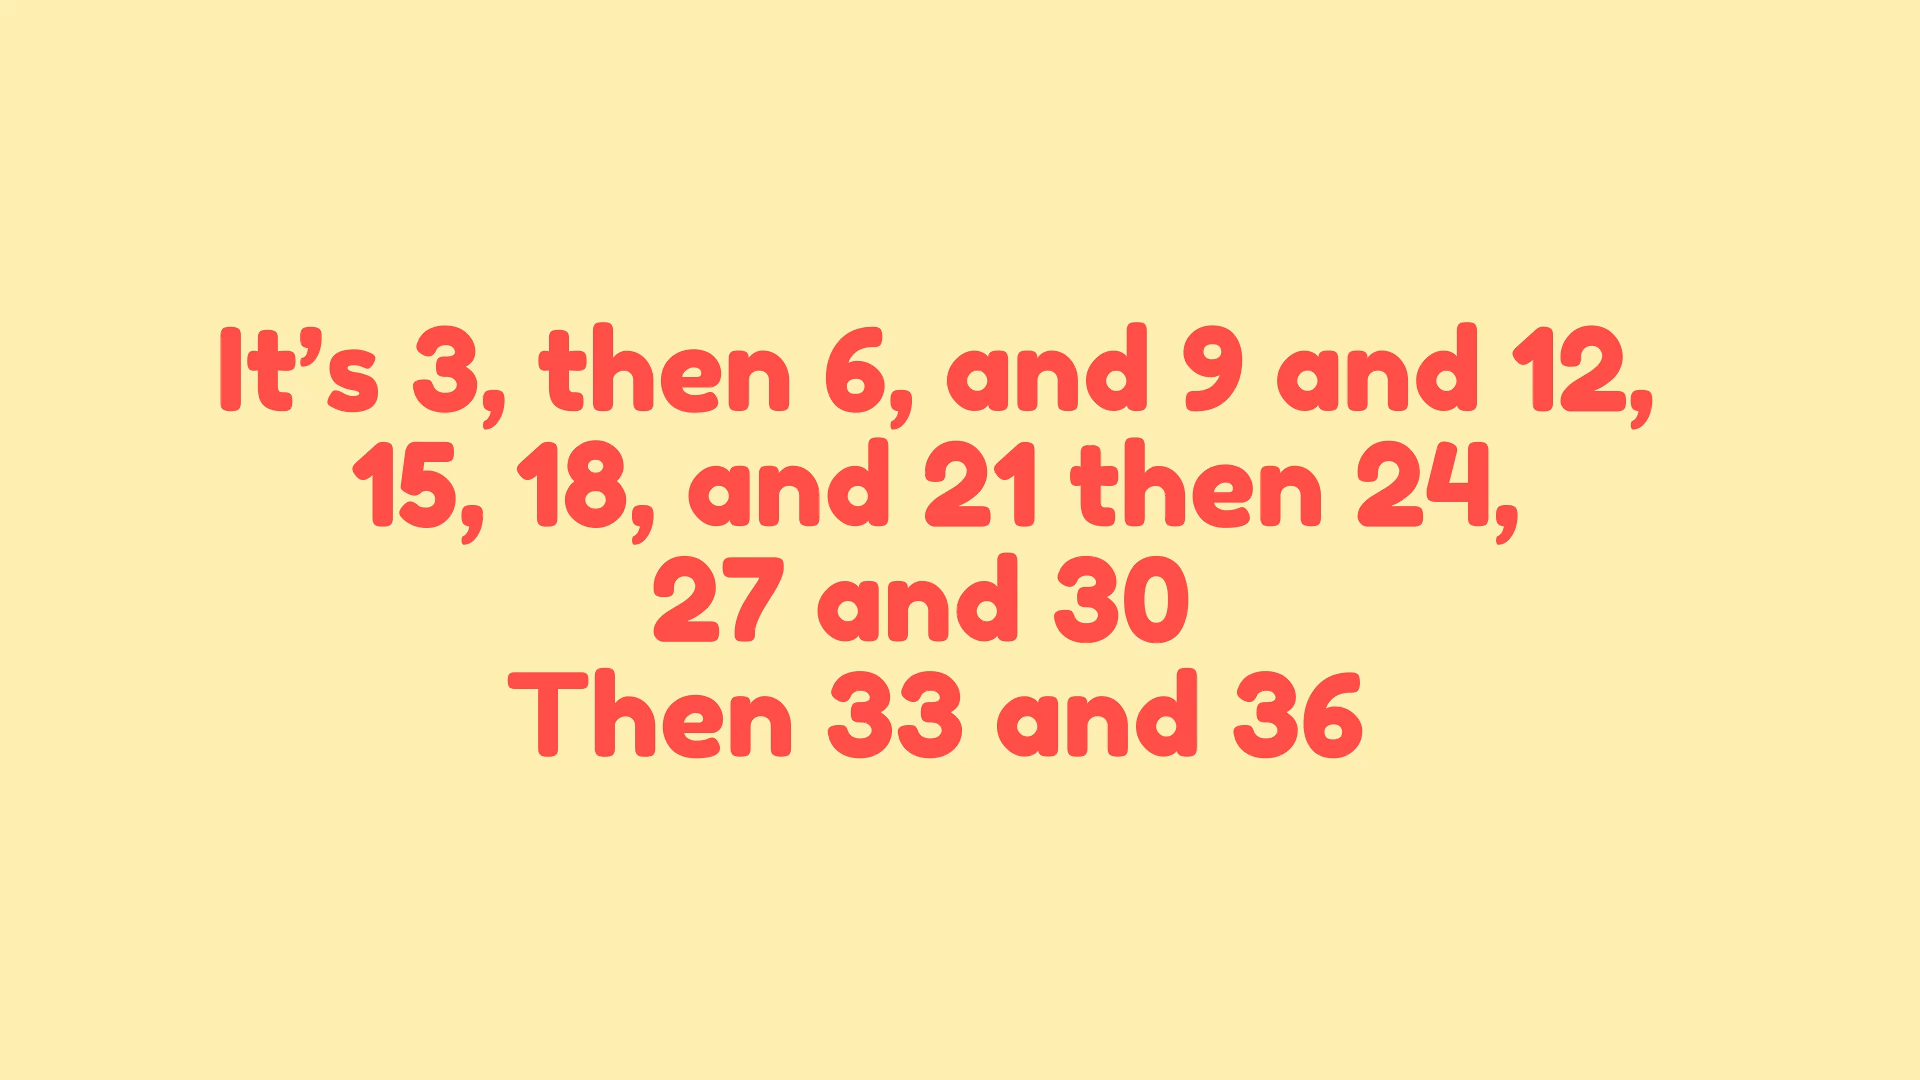 It’s 3, then 6, and 9 and 12,
15, 18, and 21 then 24,
27 and 30
Then 33 and 36